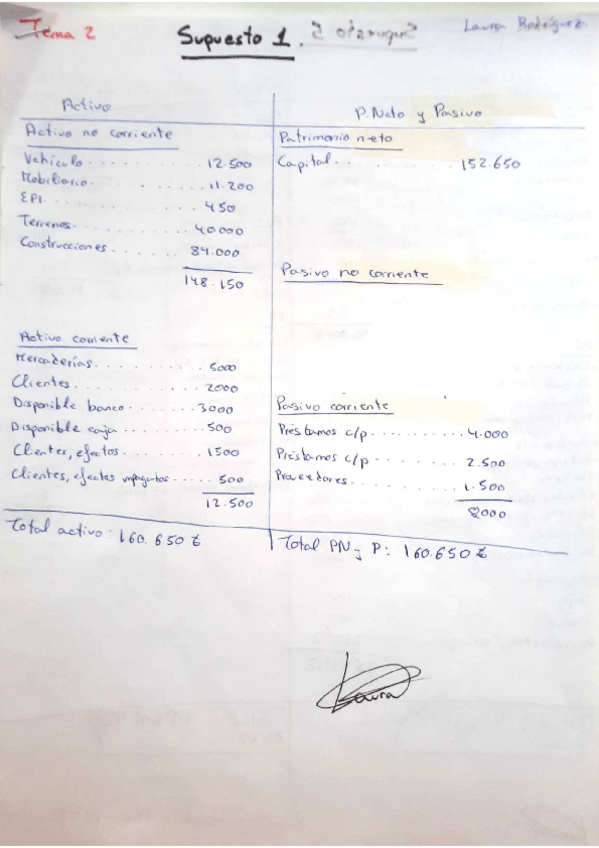 Tema 2
Supuesto 1.
Supuesto 5
Laura Rodríguez
Activo
Activo no corriente
Vehículo 12.500
Mobiliario 11.200
EPI 450
Terrenos 40.000
Construcciones 84.000
148.150
Activo corriente
Mercaderías 5000
Clientes 2000
Disponible banco 3000
Disponible caja 500
Clientes, efectos 1500
Clientes, efectos impagados 500
12.500
Total activo: 160.650 €
P.Neto y Pasivo
Patrimonio neto
Capital 152.650
Pasivo no corriente
Pasivo corriente
Préstamos c/p 4.000
Préstamos c/p 2.500
Proveedores 1.500
8000
Total PN y P: 160.650 €
Laura